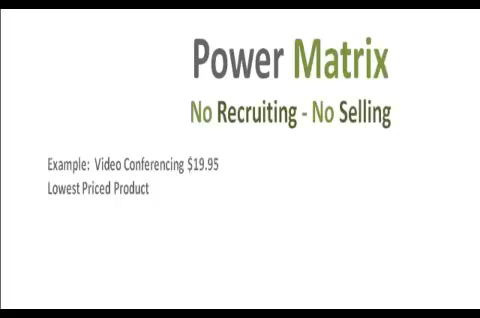 Power Matrix
No Recruiting - No Selling
Example:  Video Conferencing $19.95
Lowest Priced Product